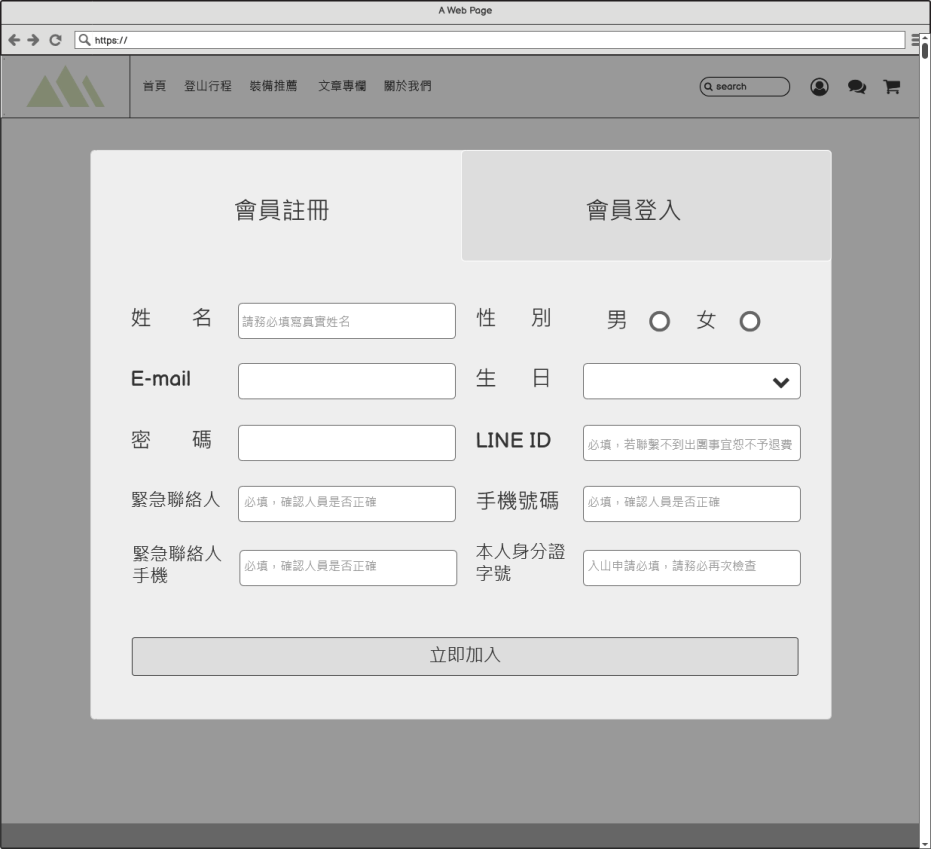 A Web Page
https://
首頁 登山行程 裝備推薦 文章專欄 關於我們 search
會員註冊 會員登入
姓 名 請務必填寫真實姓名 性 別 男 女
E-mail 生 日
密 碼 LINE ID 必填，若聯繫不到出團事宜恕不予退費
緊急聯絡人 必填，確認人員是否正確 手機號碼 必填，確認人員是否正確
緊急聯絡人
手機 必填，確認人員是否正確
本人身分證
字號 入山申請必填，請務必再次檢查
立即加入